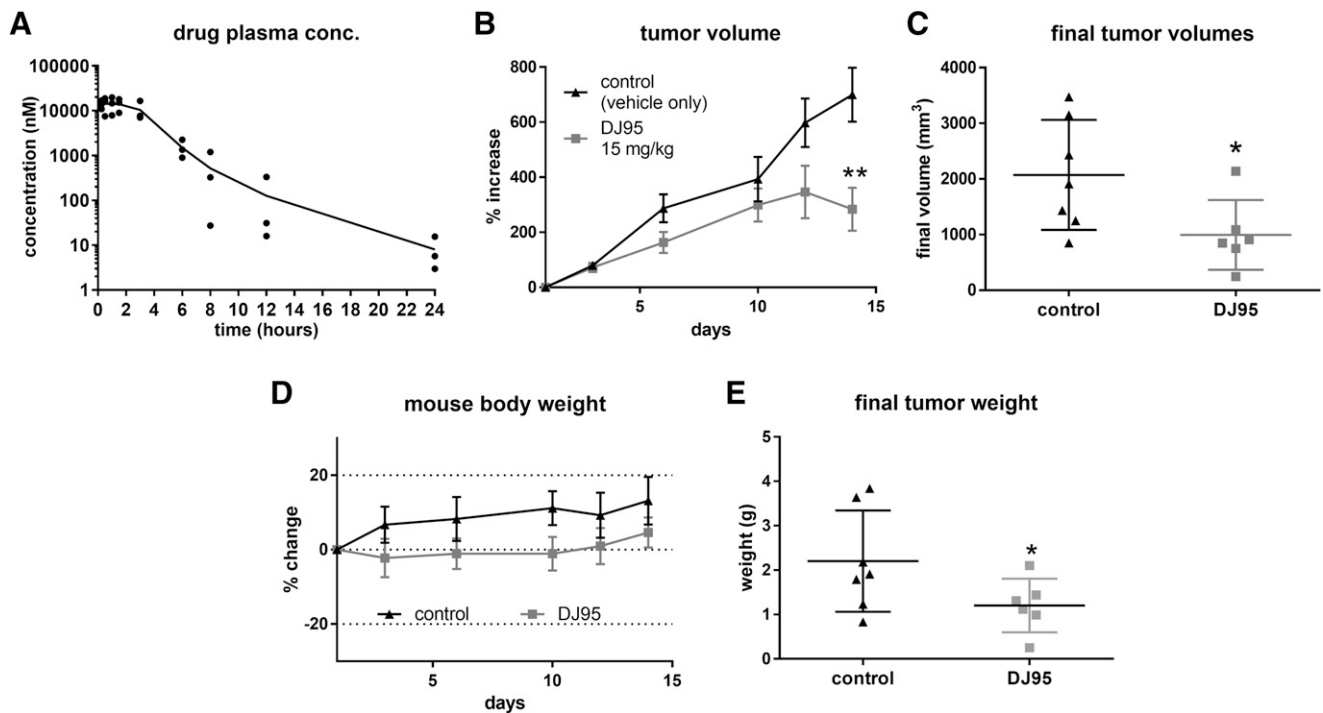 A
drug plasma conc.
100000
10000
1000
100
10
1
concentration (nM)
0 2 4 6 8 10 12 14 16 18 20 22 24
time (hours)
B
tumor volume
800
600
400
200
0
% increase
control
(vehicle only)
DJ95
15 mg/kg
**
5 10 15
days
C
final tumor volumes
4000
3000
2000
1000
0
final volume (mm³)
*
control DJ95
D
mouse body weight
20
0
-20
% change
control DJ95
5 10 15
days
E
final tumor weight
5
4
3
2
1
0
weight (g)
*
control DJ95